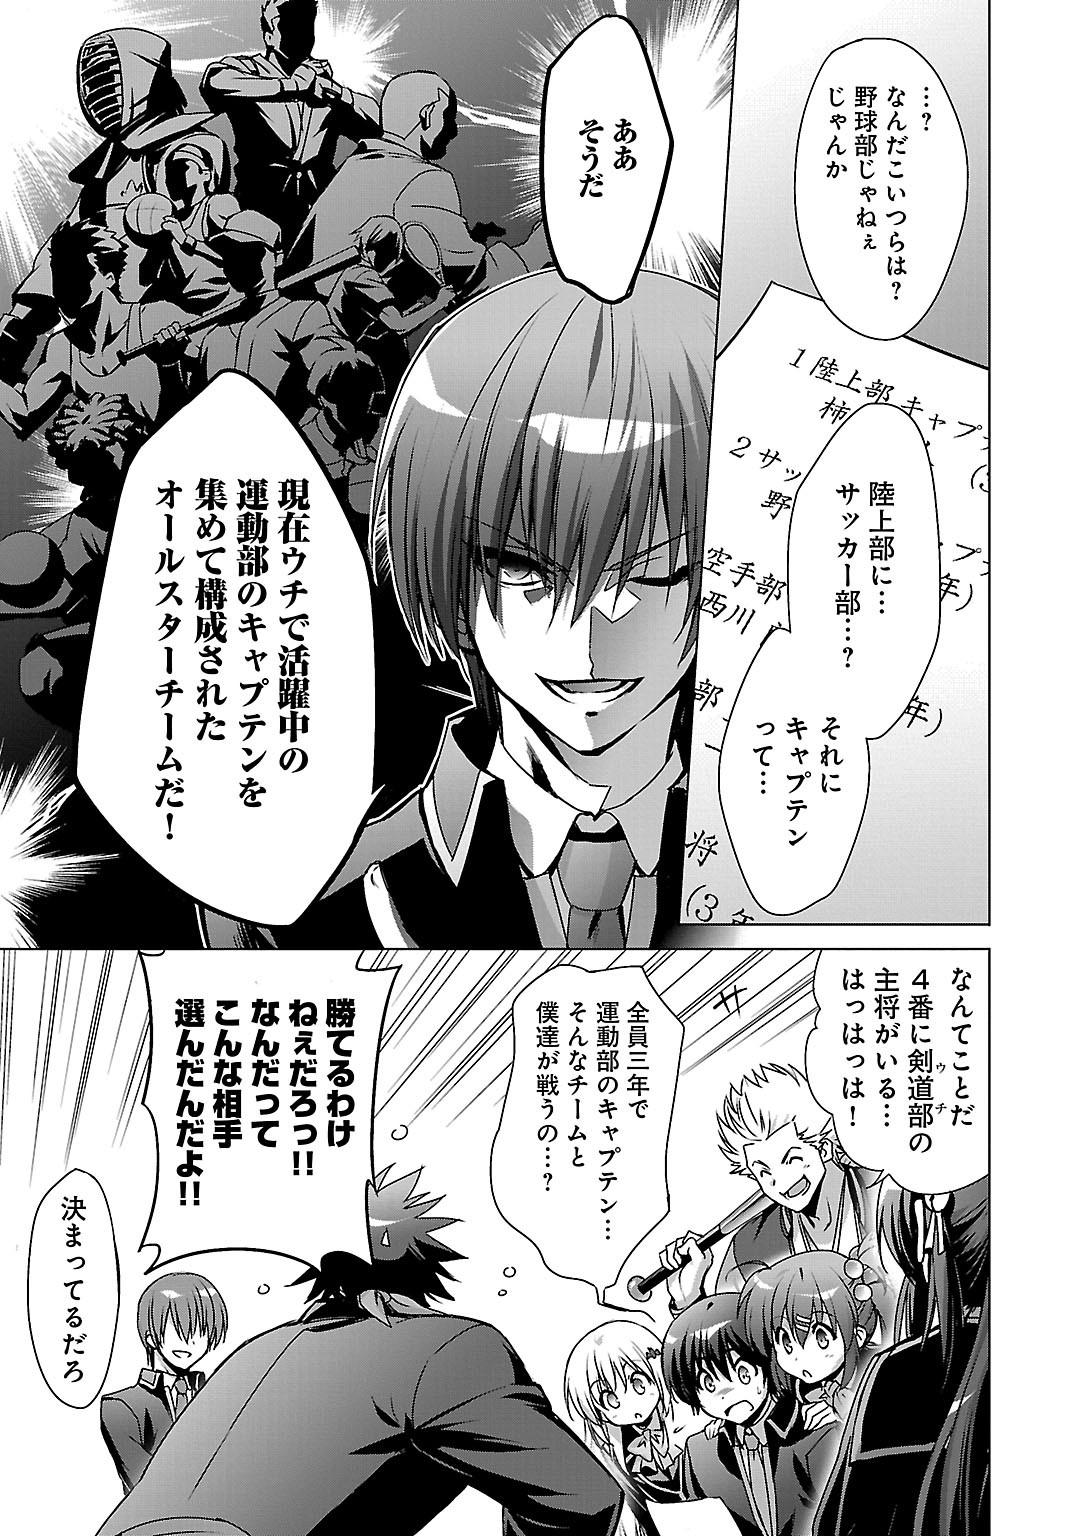 …?
なんだこいつらは?
野球部じゃねぇ
じゃんか
1 陸上部 キャプ
柿
2 サッ
野
空手部
西川
年)
部
年)
将
(3年
陸上部に…
サッカー部…?
それに
キャプテン
って…
ああ
そうだ
現在ウチで活躍中の
運動部のキャプテンを
集めて構成された
オールスターチームだ!
なんてことだ
4番に剣道部の
ウチ
主将がいる…
はっはっは!
全員三年で
運動部のキャプテン…
そんなチームと
僕達が戦うの…?
勝てるわけ
ねぇだろっ!!
なんだって
こんな相手
選んだんだよ!!
決まってるだろ